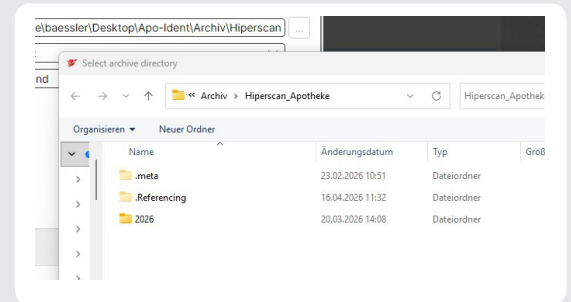 e\baessler\Desktop\Apo-Ident\Archiv\Hiperscan ...
Select archive directory
nd
« Archiv › Hiperscan_Apotheke
Hiperscan_Apothek
Organisieren Neuer Ordner
Name Änderungsdatum Typ Größ
.meta 23.02.2026 10:51 Dateiordner
.Referencing 16.04.2026 11:32 Dateiordner
2026 20.03.2026 14:08 Dateiordner